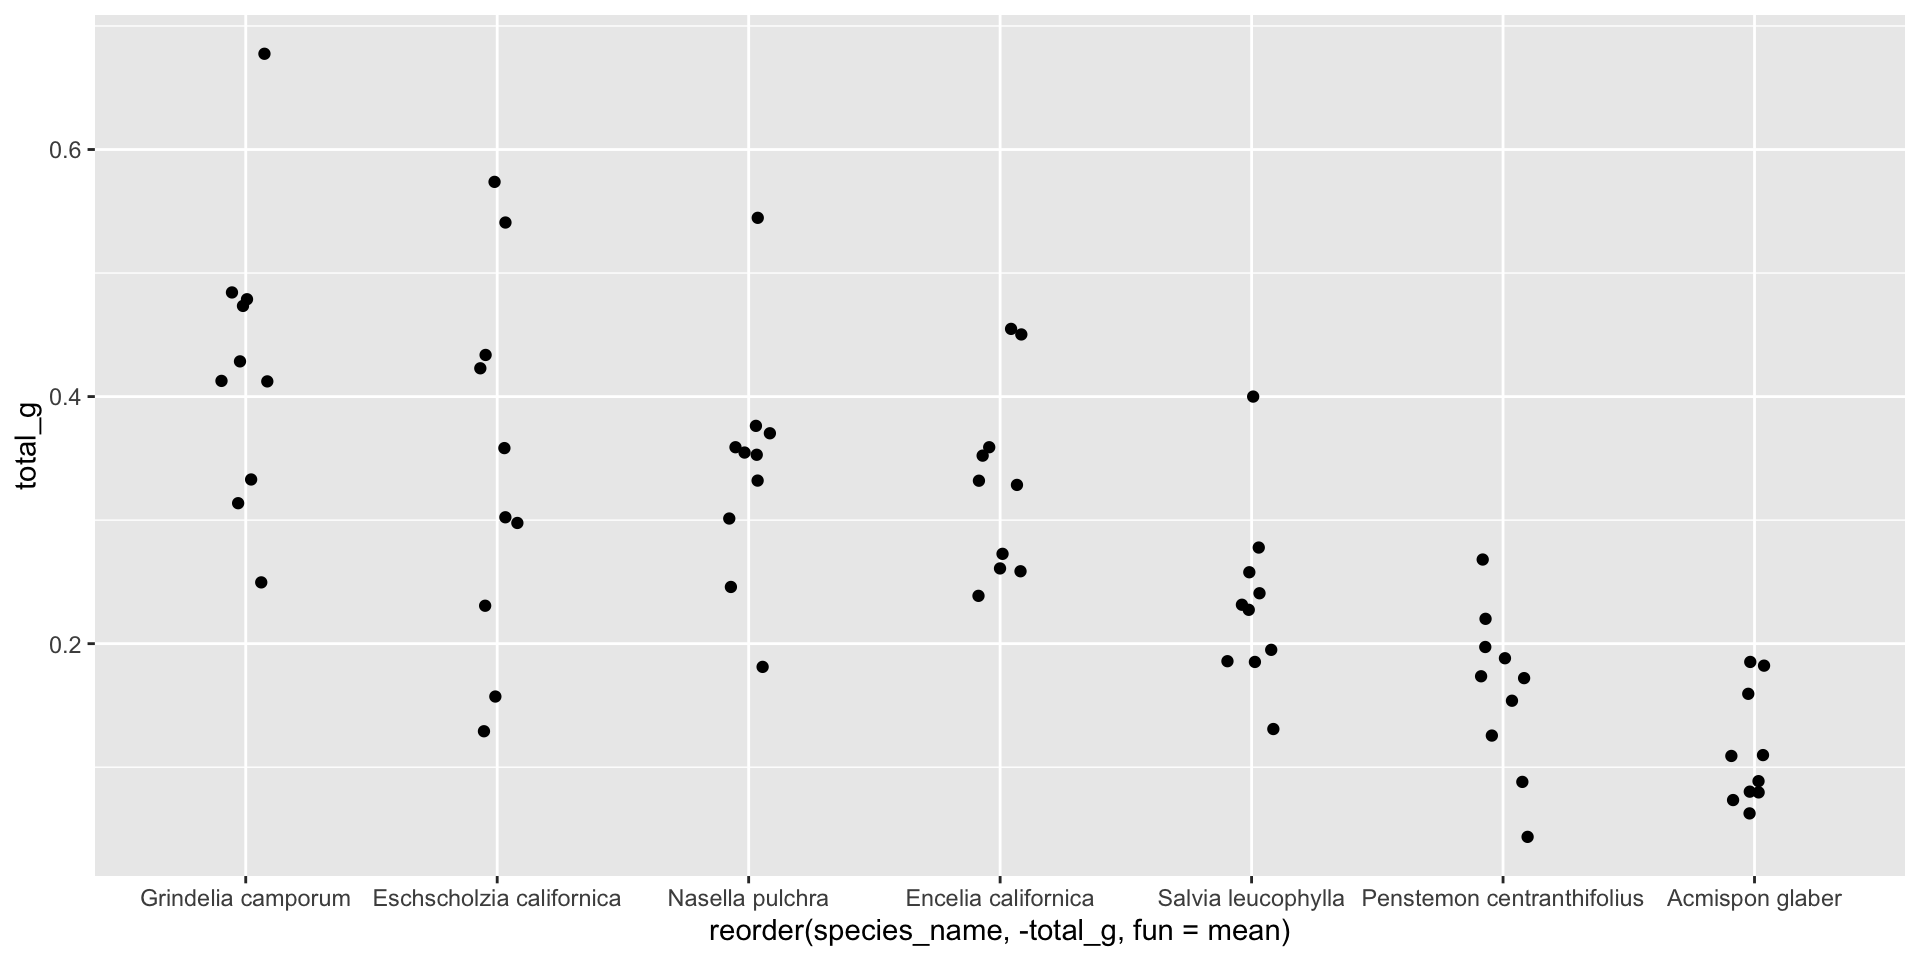 total_g
0.6
0.4
0.2
Grindelia camporum Eschscholzia californica Nasella pulchra Encelia californica Salvia leucophylla Penstemon centranthifolius Acmispon glaber
reorder(species_name, -total_g, fun = mean)